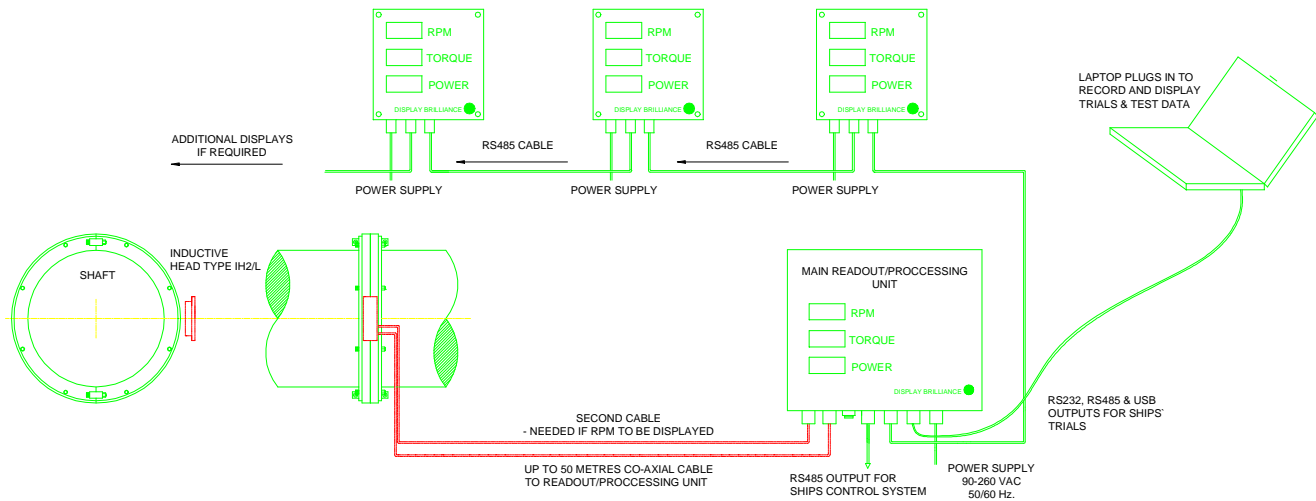 RPM
TORQUE
POWER
DISPLAY BRILLIANCE
RPM
TORQUE
POWER
DISPLAY BRILLIANCE
RPM
TORQUE
POWER
DISPLAY BRILLIANCE
LAPTOP PLUGS IN TO
RECORD AND DISPLAY
TRIALS & TEST DATA
ADDITIONAL DISPLAYS
IF REQUIRED
RS485 CABLE
RS485 CABLE
POWER SUPPLY
POWER SUPPLY
POWER SUPPLY
SHAFT
INDUCTIVE
HEAD TYPE IH2/L
MAIN READOUT/PROCCESSING
UNIT
RPM
TORQUE
POWER
DISPLAY BRILLIANCE
SECOND CABLE
- NEEDED IF RPM TO BE DISPLAYED
UP TO 50 METRES CO-AXIAL CABLE
TO READOUT/PROCCESSING UNIT
RS485 OUTPUT FOR
SHIPS CONTROL SYSTEM
POWER SUPPLY
90-260 VAC
50/60 Hz.
RS232, RS485 & USB
OUTPUTS FOR SHIPS'
TRIALS